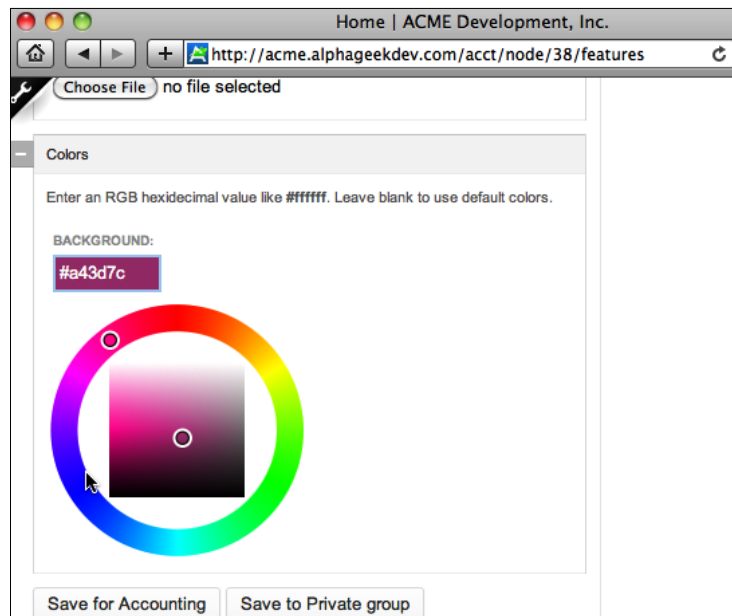 Home | ACME Development, Inc.
http://acme.alphageekdev.com/acct/node/38/features
Choose File no file selected
Colors
Enter an RGB hexidecimal value like #ffffff. Leave blank to use default colors.
BACKGROUND:
#a43d7c
Save for Accounting Save to Private group